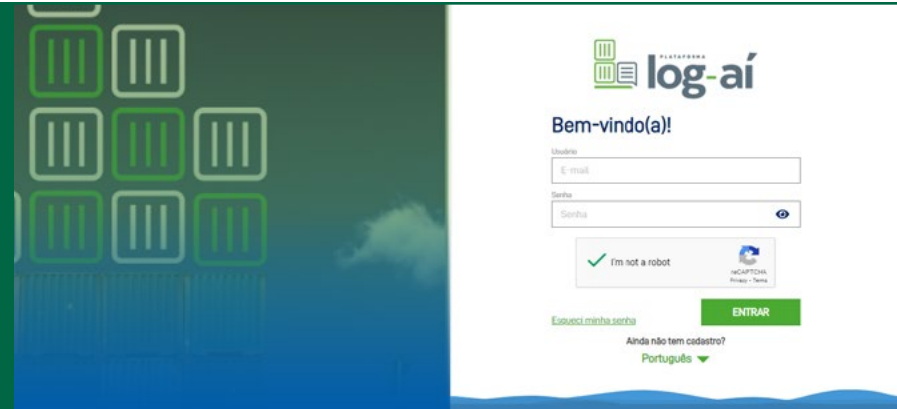 PLATAFORMA
log-aí
Bem-vindo(a)!
Usuário
E-mail
Senha
Senha
I'm not a robot
reCAPTCHA
Privacy - Terms
ENTRAR
Esqueci minha senha
Ainda não tem cadastro?
Português